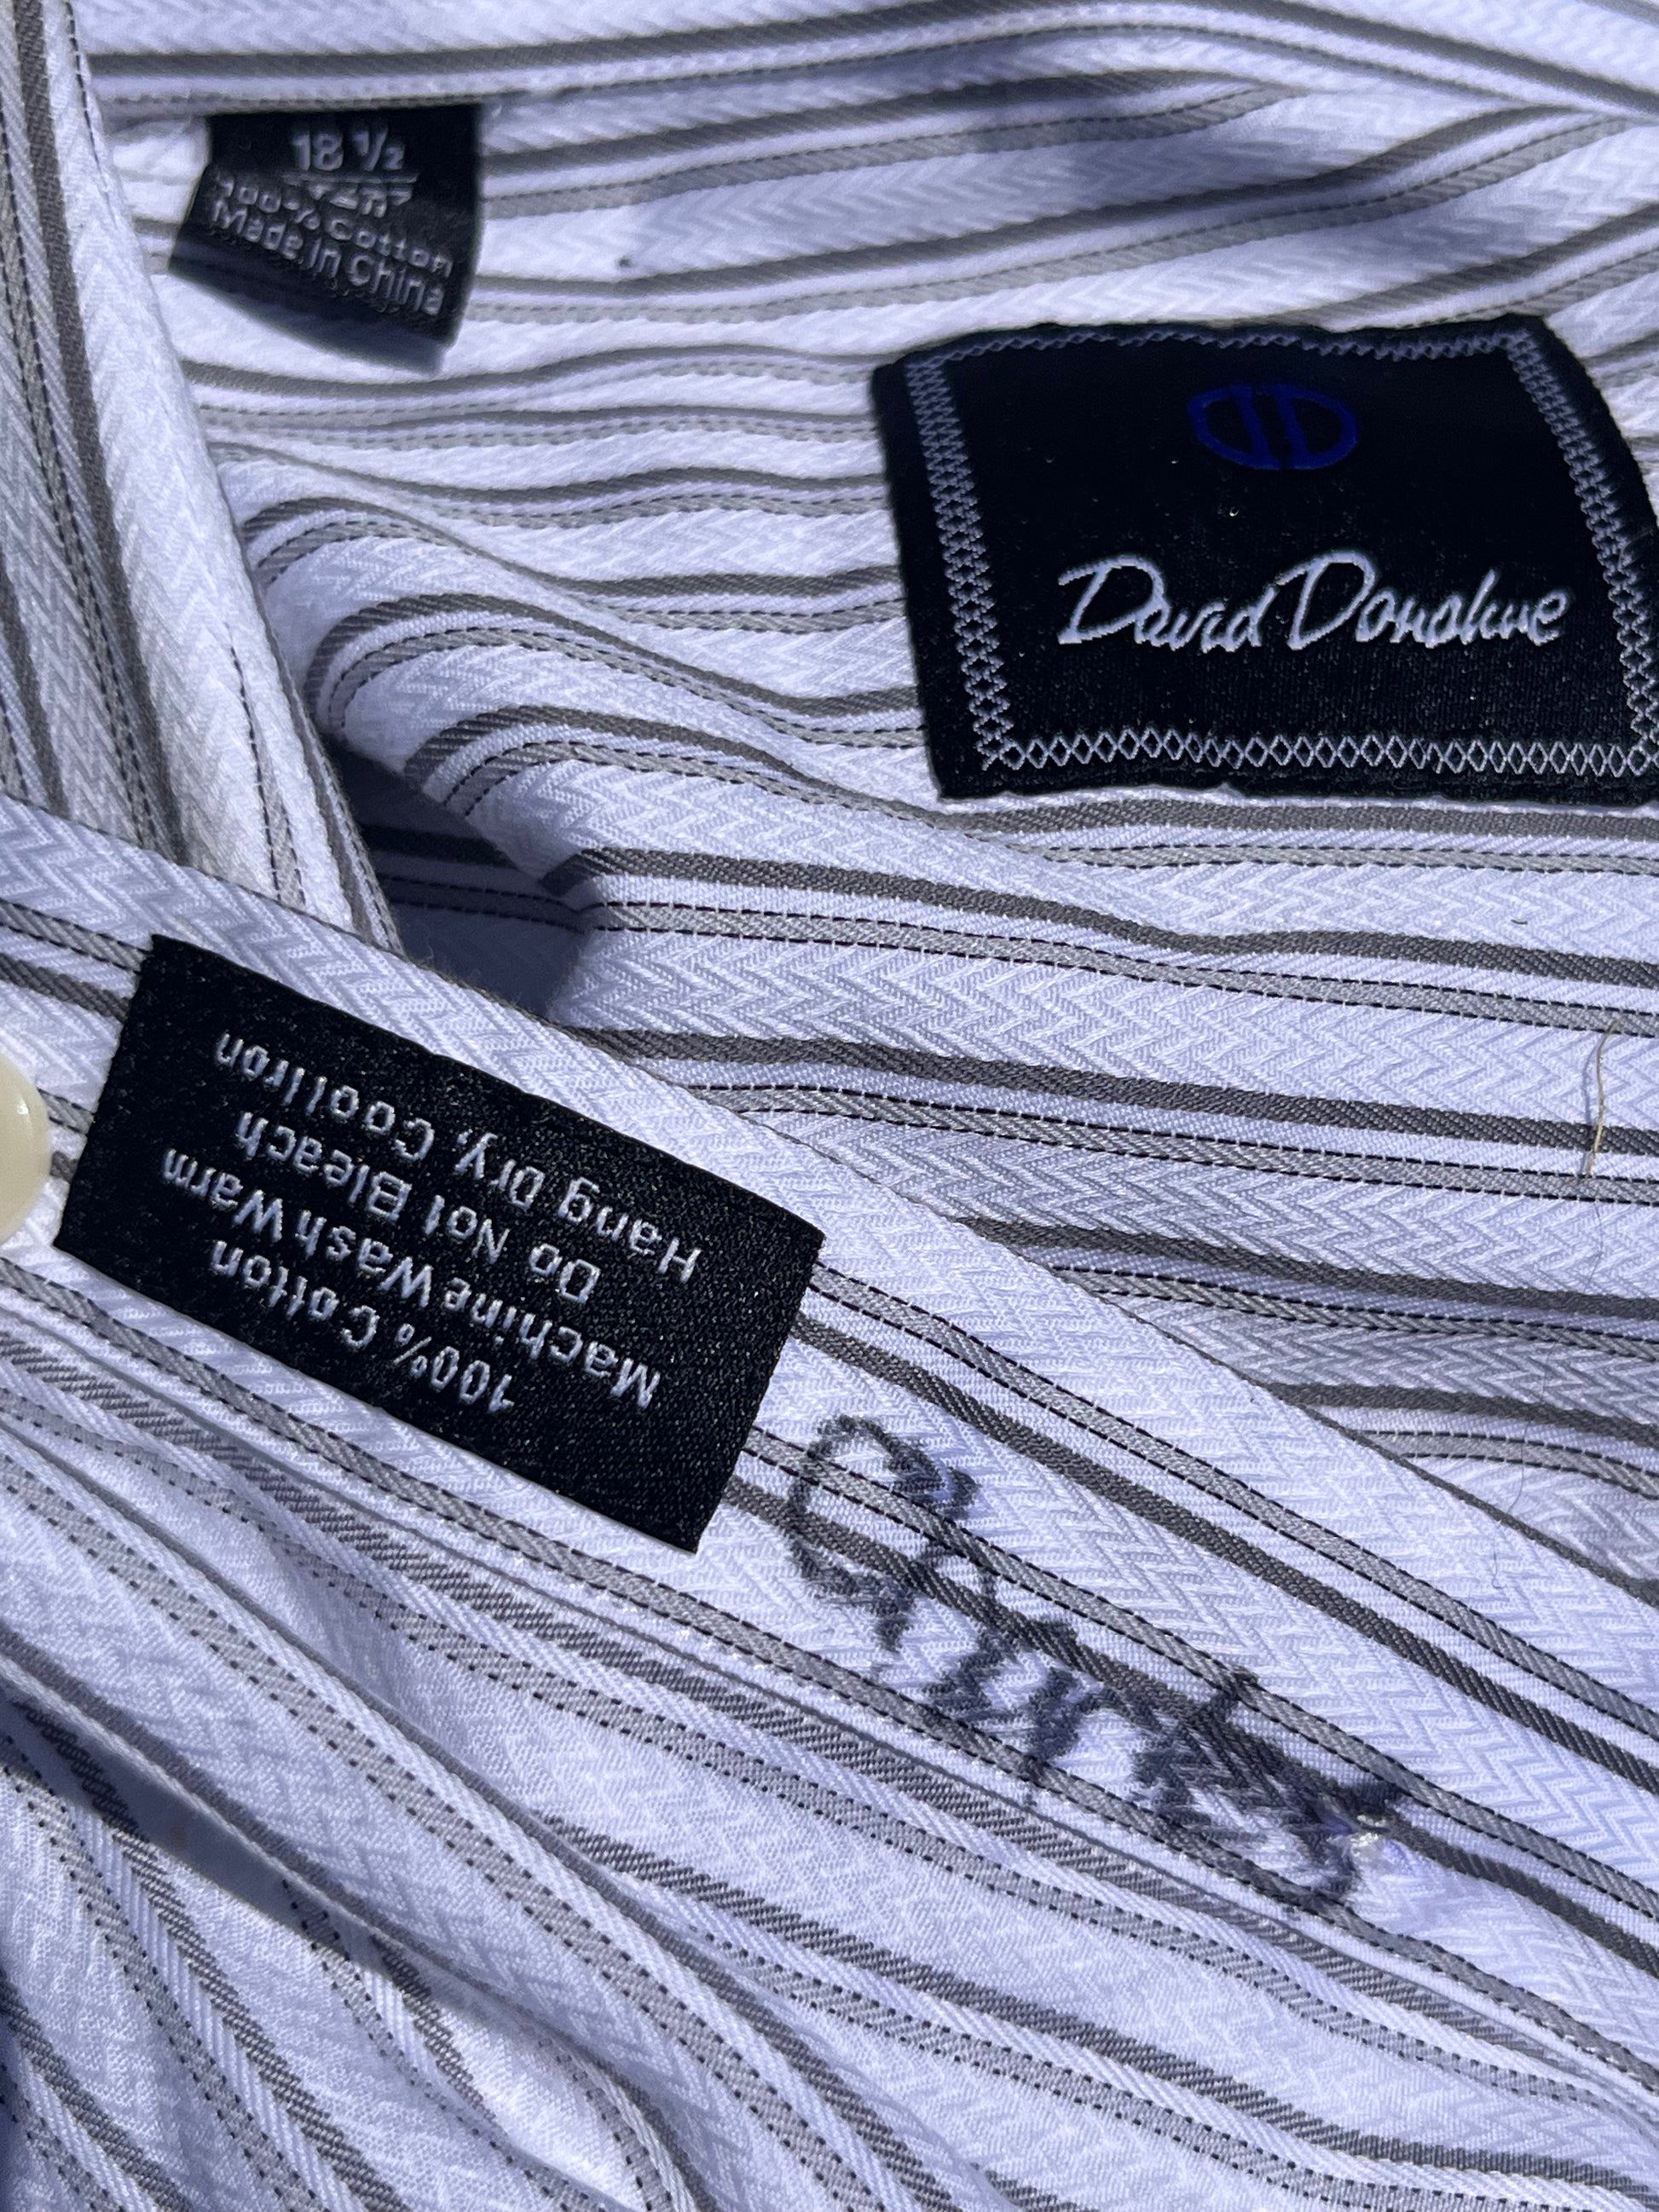 18 ½
100% Cotton
Made in China
David Donahue
100% Cotton
Machine Wash Warm
Do Not Bleach
Hang Dry, Cool Iron